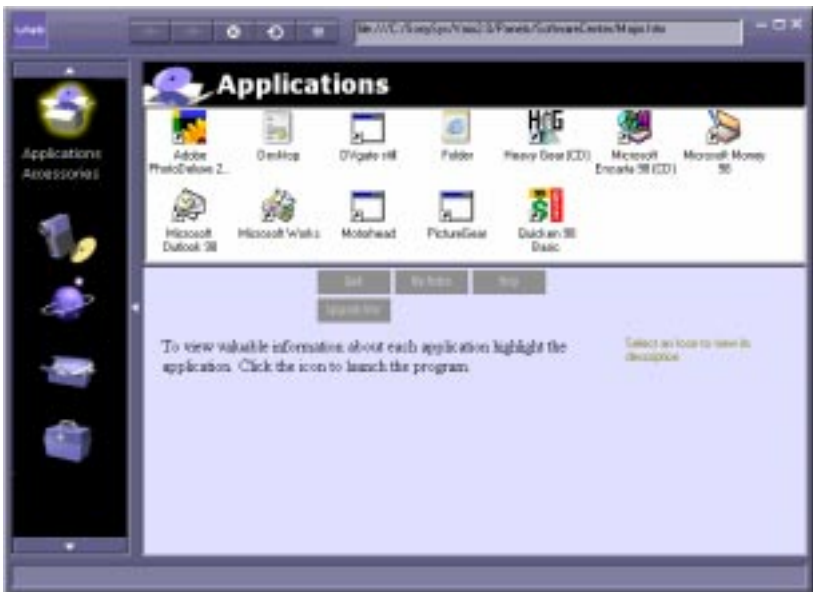 Applications
Applications
Accessories
Adobe
PhotoDeluxe 2...
Desktop
DVgate still
Folder
Heavy Gear (CD)
Microsoft
Encarta 98 (CD)
Microsoft Money
98
Microsoft
Outlook 98
Microsoft Works
Motorhead
PictureGear
Quicken 98
Basic
To view valuable information about each application highlight the
application. Click the icon to launch the program.
Select an icon to view its
description